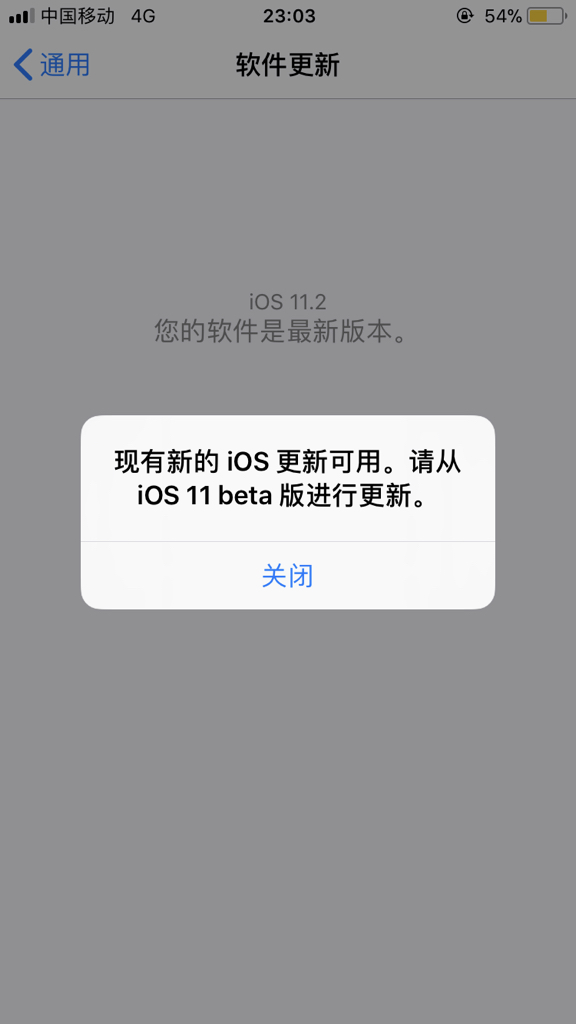 中国移动 4G 23:03 54%
通用 软件更新
iOS 11.2
您的软件是最新版本。
现有新的 iOS 更新可用。请从
iOS 11 beta 版进行更新。
关闭